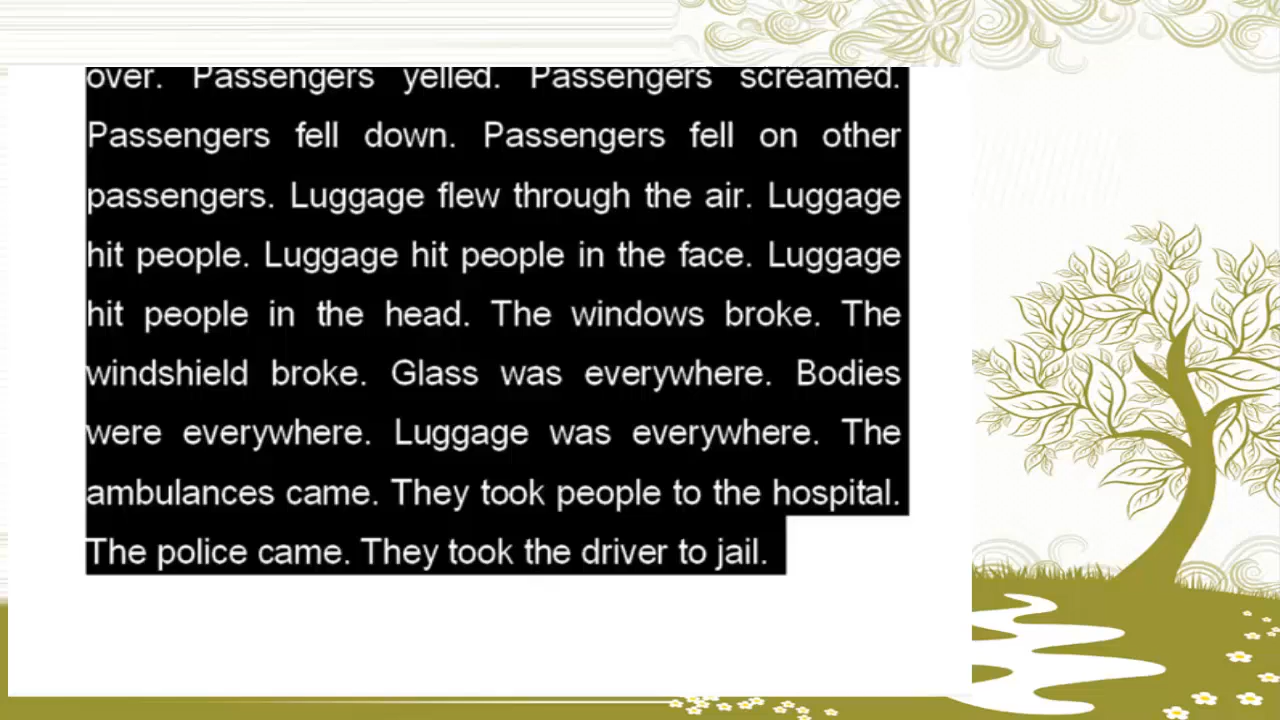 over. Passengers yelled. Passengers screamed.
Passengers fell down. Passengers fell on other
passengers. Luggage flew through the air. Luggage
hit people. Luggage hit people in the face. Luggage
hit people in the head. The windows broke. The
windshield broke. Glass was everywhere. Bodies
were everywhere. Luggage was everywhere. The
ambulances came. They took people to the hospital.
The police came. They took the driver to jail.